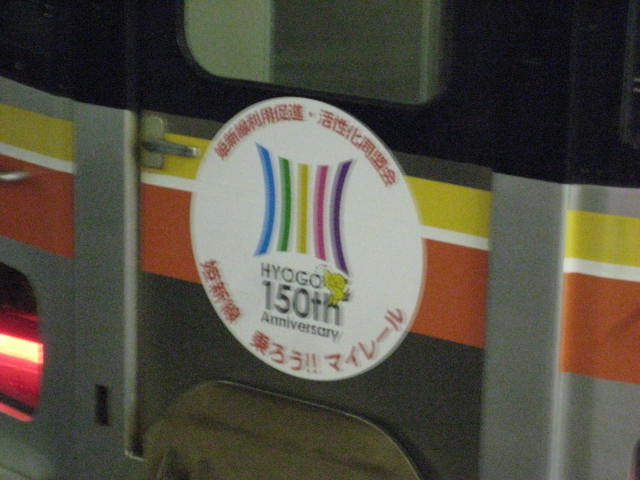 姫新線利用促進・活性化同盟会
HYOGO
150th
Anniversary
姫新線
乗ろう!! マイレール